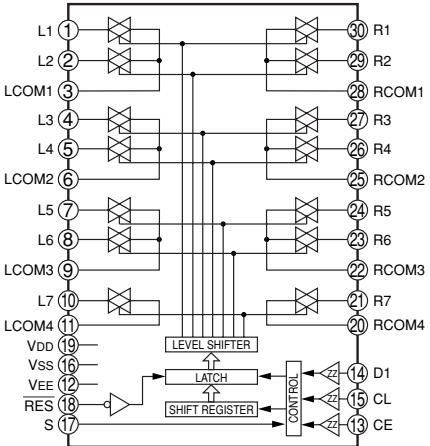 L1 1 30 R1
L2 2 29 R2
LCOM1 3 28 RCOM1
L3 4 27 R3
L4 5 26 R4
LCOM2 6 25 RCOM2
L5 7 24 R5
L6 8 23 R6
LCOM3 9 22 RCOM3
L7 10 21 R7
LCOM4 11 20 RCOM4
VDD 19 LEVEL SHIFTER
VSS 16 LATCH CONTROL 14 D1
VEE 12 15 CL
RES 18 SHIFT REGISTER 13 CE
S 17